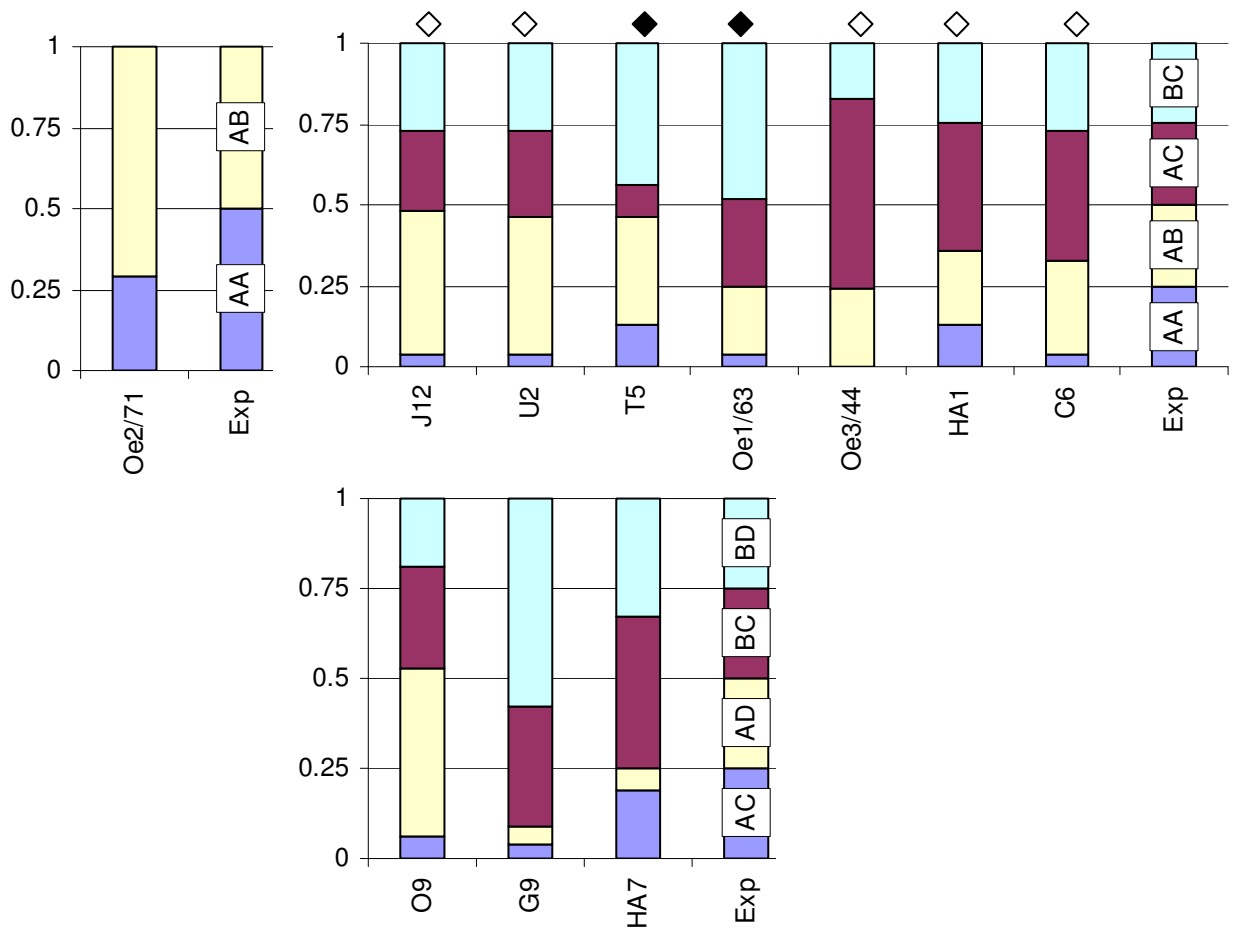 1
0.75
0.5
0.25
0
AB
AA
Oe2/71
Exp
1
0.75
0.5
0.25
0
BC
AC
AB
AA
J12
U2
T5
Oe1/63
Oe3/44
HA1
C6
Exp
1
0.75
0.5
0.25
0
BD
BC
AD
AC
O9
G9
HA7
Exp